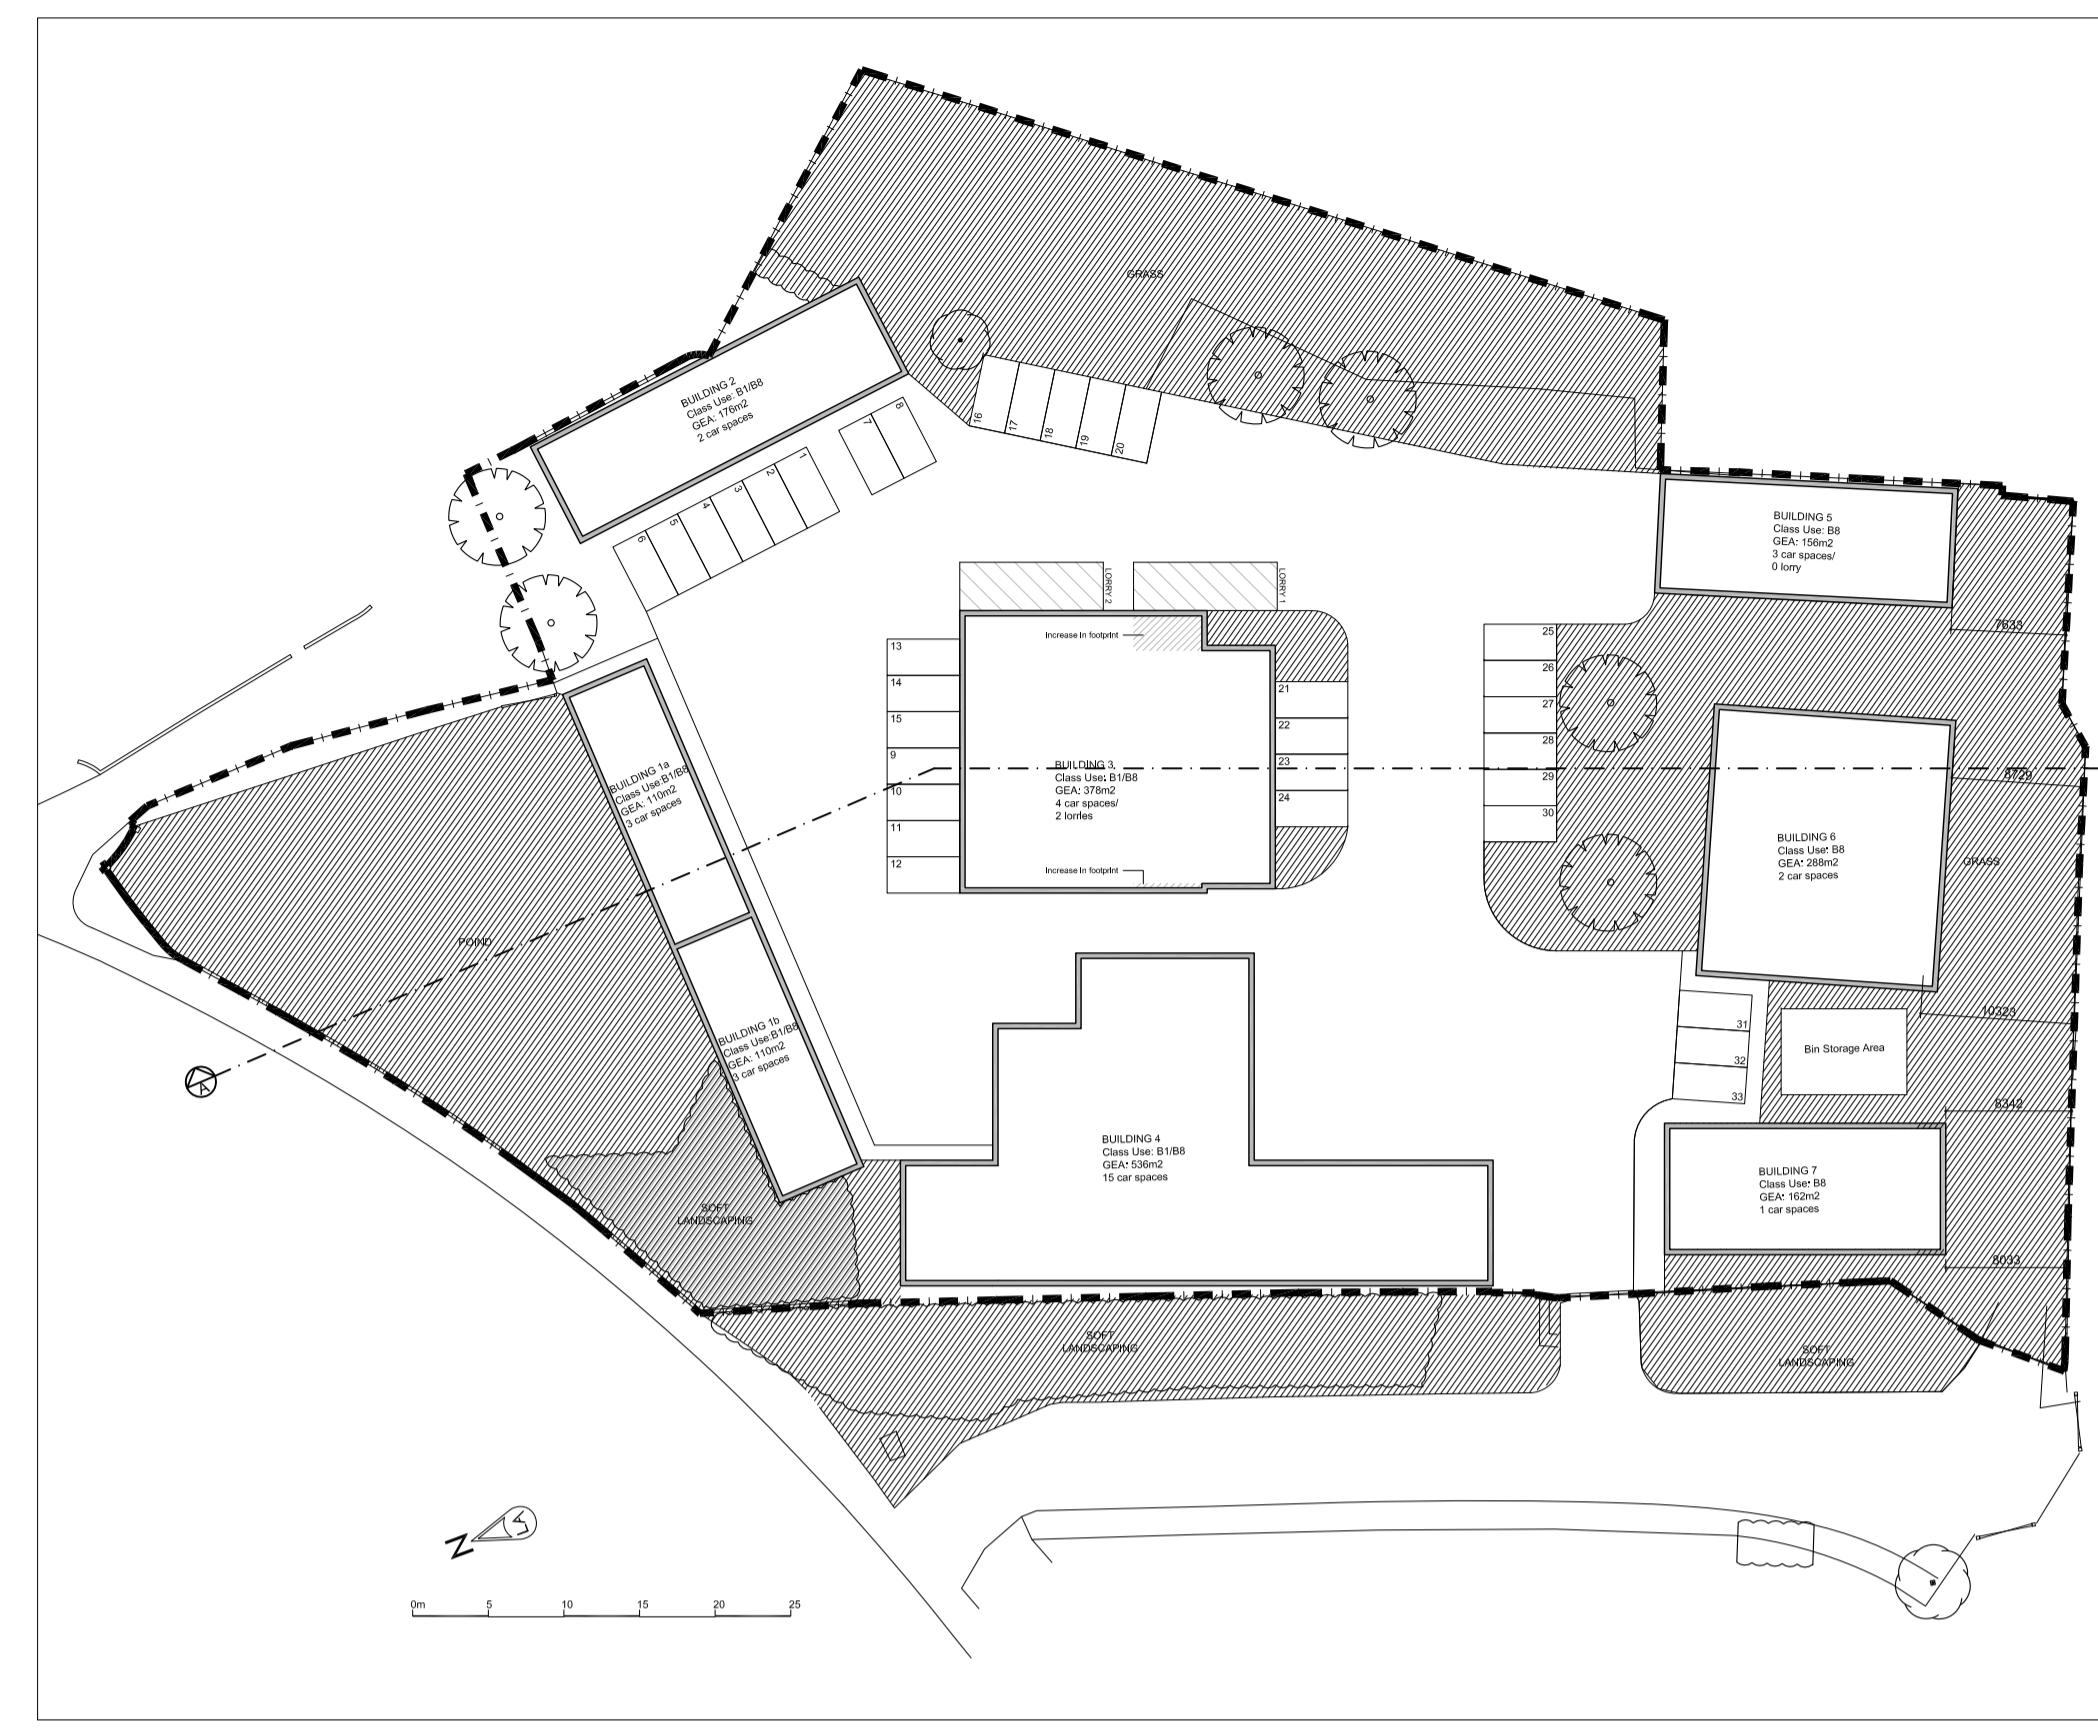 GRASS
BUILDING 2
Class Use: B1/B8
GEA: 176m2
2 car spaces
8
7
1
2
3
4
5
6
16
17
18
19
20
BUILDING 5
Class Use: B8
GEA: 156m2
3 car spaces/
0 lorry
7633
LORRY 2
LORRY 1
Increase In footprint
13
14
15
9
10
11
12
BUILDING 3
Class Use: B1/B8
GEA: 378m2
4 car spaces/
2 lorries
Increase In footprint
21
22
23
24
25
26
27
28
29
30
8729
BUILDING 6
Class Use: B8
GEA: 288m2
2 car spaces
GRASS
BUILDING 1a
Class Use:B1/B8
GEA: 110m2
3 car spaces
POIND
BUILDING 1b
Class Use:B1/B8
GEA: 110m2
3 car spaces
A
10323
31
32
33
Bin Storage Area
8342
BUILDING 4
Class Use: B1/B8
GEA: 536m2
15 car spaces
BUILDING 7
Class Use: B8
GEA: 162m2
1 car spaces
8033
SOFT
LANDSCAPING
SOFT
LANDSCAPING
SOFT
LANDSCAPING
N
LA
0m 5 10 15 20 25